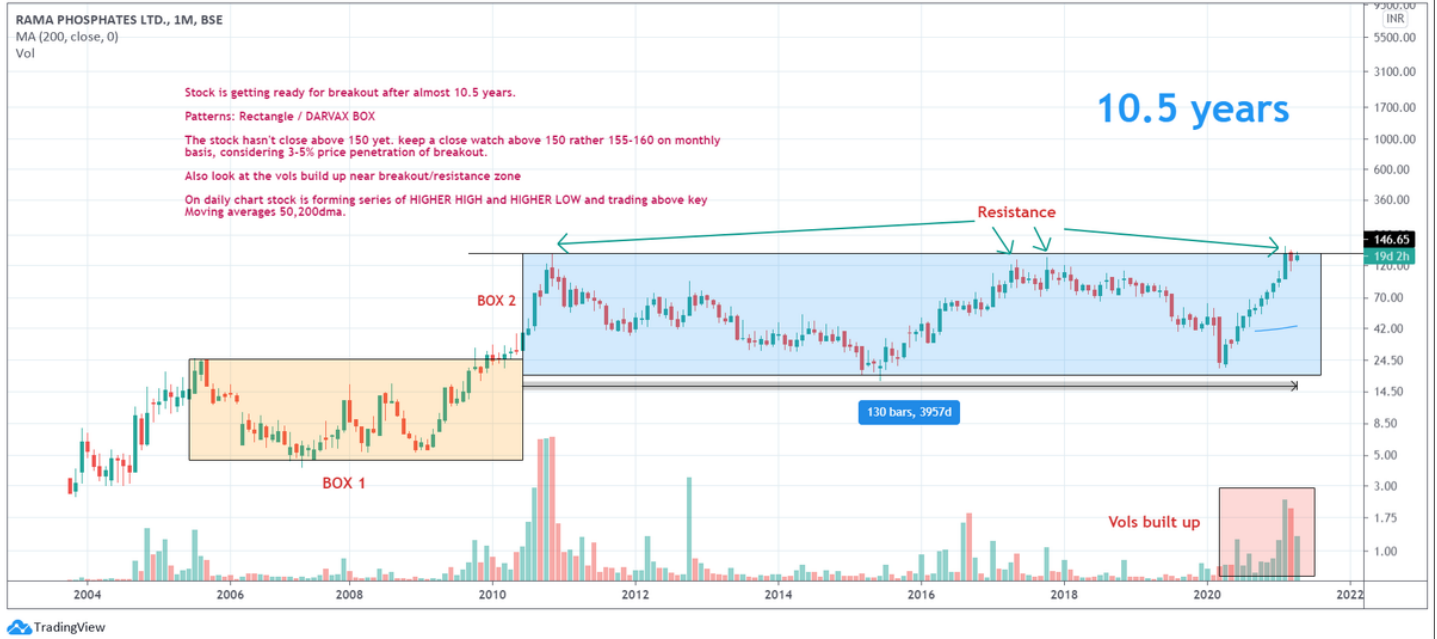 RAMA PHOSPHATES LTD., 1M, BSE
MA (200, close, 0)
Vol
Stock is getting ready for breakout after almost 10.5 years.
Patterns: Rectangle / DARVAX BOX
The stock hasn't close above 150 yet. keep a close watch above 150 rather 155-160 on monthly
basis, considering 3-5% price penetration of breakout.
Also look at the vols build up near breakout/resistance zone
On daily chart stock is forming series of HIGHER HIGH and HIGHER LOW and trading above key
Moving averages 50,200dma.
10.5 years
Resistance
BOX 2
BOX 1
130 bars, 3957d
Vols built up
INR
5500.00
3100.00
1700.00
1000.00
600.00
360.00
146.65
19d 2h
120.00
70.00
42.00
24.50
14.50
8.50
5.00
3.00
1.75
1.00
2004
2006
2008
2010
2012
2014
2016
2018
2020
2022
TradingView